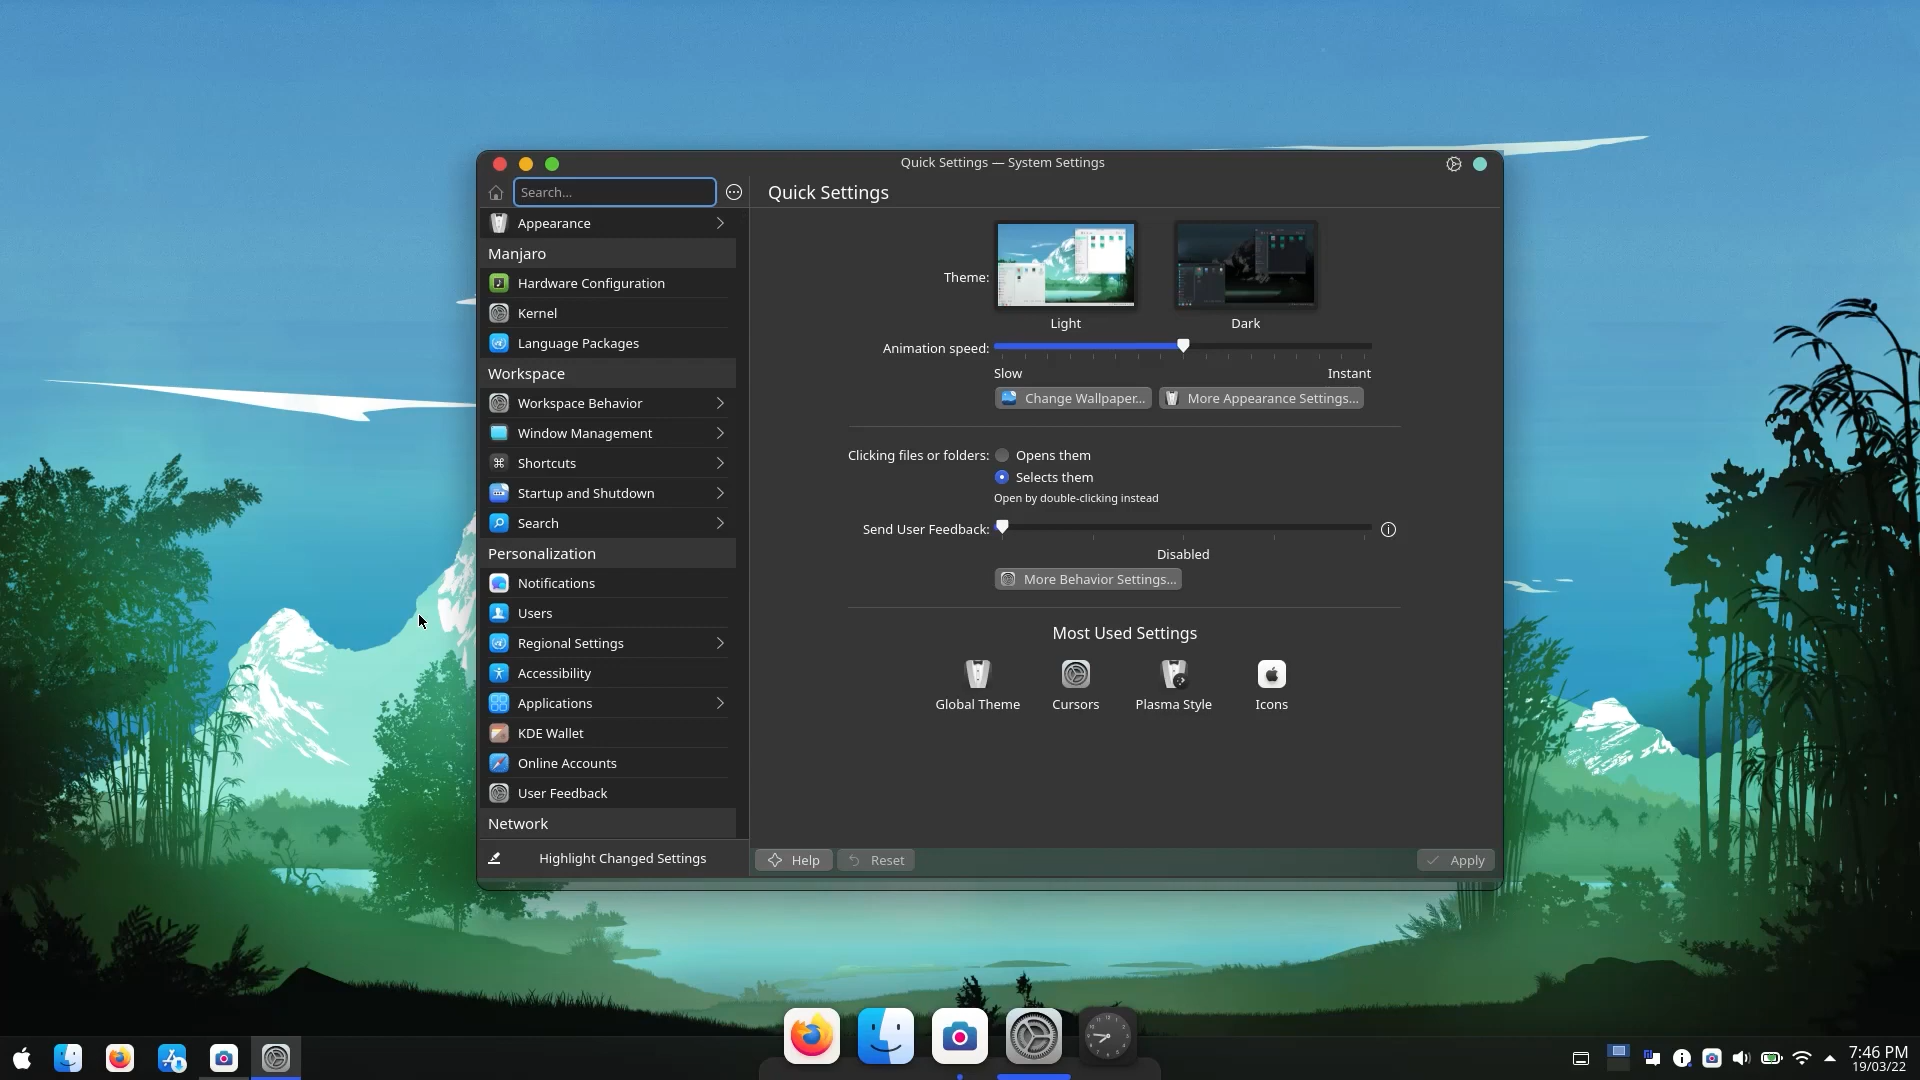 Quick Settings — System Settings
Search...
Quick Settings
Appearance
Manjaro
Hardware Configuration
Kernel
Language Packages
Workspace
Workspace Behavior
Window Management
Shortcuts
Startup and Shutdown
Search
Personalization
Notifications
Users
Regional Settings
Accessibility
Applications
KDE Wallet
Online Accounts
User Feedback
Network
Highlight Changed Settings
Theme:
Light
Dark
Animation speed:
Slow
Instant
Change Wallpaper...
More Appearance Settings...
Clicking files or folders:
Opens them
Selects them
Open by double-clicking instead
Send User Feedback:
Disabled
More Behavior Settings...
Most Used Settings
Global Theme
Cursors
Plasma Style
Icons
Help
Reset
Apply
7:46 PM
19/03/22